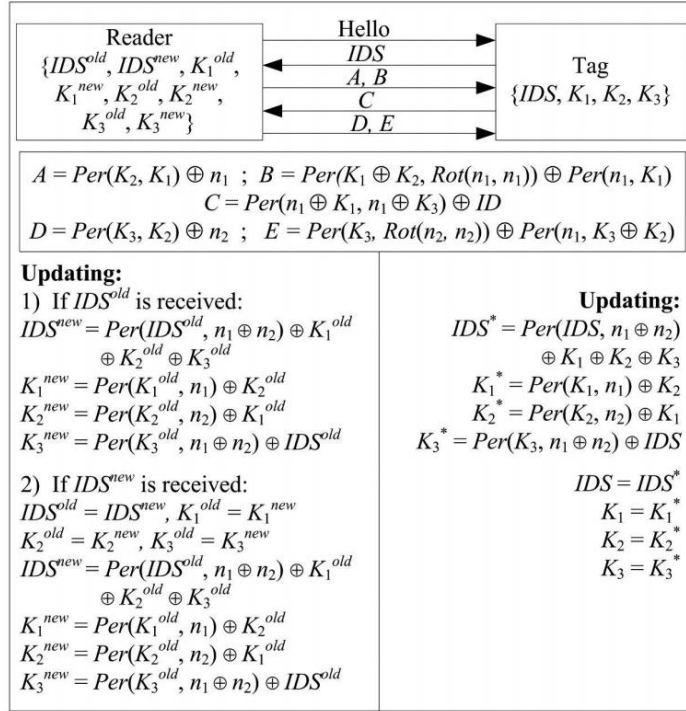 Reader
{IDS^old, IDS^new, K₁^old,
K₁^new, K₂^old, K₂^new,
K₃^old, K₃^new}
Hello
IDS
A, B
C
D, E
Tag
{IDS, K₁, K₂, K₃}
A = Per(K₂, K₁) ⊕ n₁ ; B = Per(K₁ ⊕ K₂, Rot(n₁, n₁)) ⊕ Per(n₁, K₁)
C = Per(n₁ ⊕ K₁, n₁ ⊕ K₃) ⊕ ID
D = Per(K₃, K₂) ⊕ n₂ ; E = Per(K₃, Rot(n₂, n₂)) ⊕ Per(n₁, K₃ ⊕ K₂)
Updating:
1) If IDS^old is received:
IDS^new = Per(IDS^old, n₁ ⊕ n₂) ⊕ K₁^old
⊕ K₂^old ⊕ K₃^old
K₁^new = Per(K₁^old, n₁) ⊕ K₂^old
K₂^new = Per(K₂^old, n₂) ⊕ K₁^old
K₃^new = Per(K₃^old, n₁ ⊕ n₂) ⊕ IDS^old
2) If IDS^new is received:
IDS^old = IDS^new, K₁^old = K₁^new
K₂^old = K₂^new, K₃^old = K₃^new
IDS^new = Per(IDS^old, n₁ ⊕ n₂) ⊕ K₁^old
⊕ K₂^old ⊕ K₃^old
K₁^new = Per(K₁^old, n₁) ⊕ K₂^old
K₂^new = Per(K₂^old, n₂) ⊕ K₁^old
K₃^new = Per(K₃^old, n₁ ⊕ n₂) ⊕ IDS^old
Updating:
IDS^* = Per(IDS, n₁ ⊕ n₂)
⊕ K₁ ⊕ K₂ ⊕ K₃
K₁^* = Per(K₁, n₁) ⊕ K₂
K₂^* = Per(K₂, n₂) ⊕ K₁
K₃^* = Per(K₃, n₁ ⊕ n₂) ⊕ IDS
IDS = IDS^*
K₁ = K₁^*
K₂ = K₂^*
K₃ = K₃^*